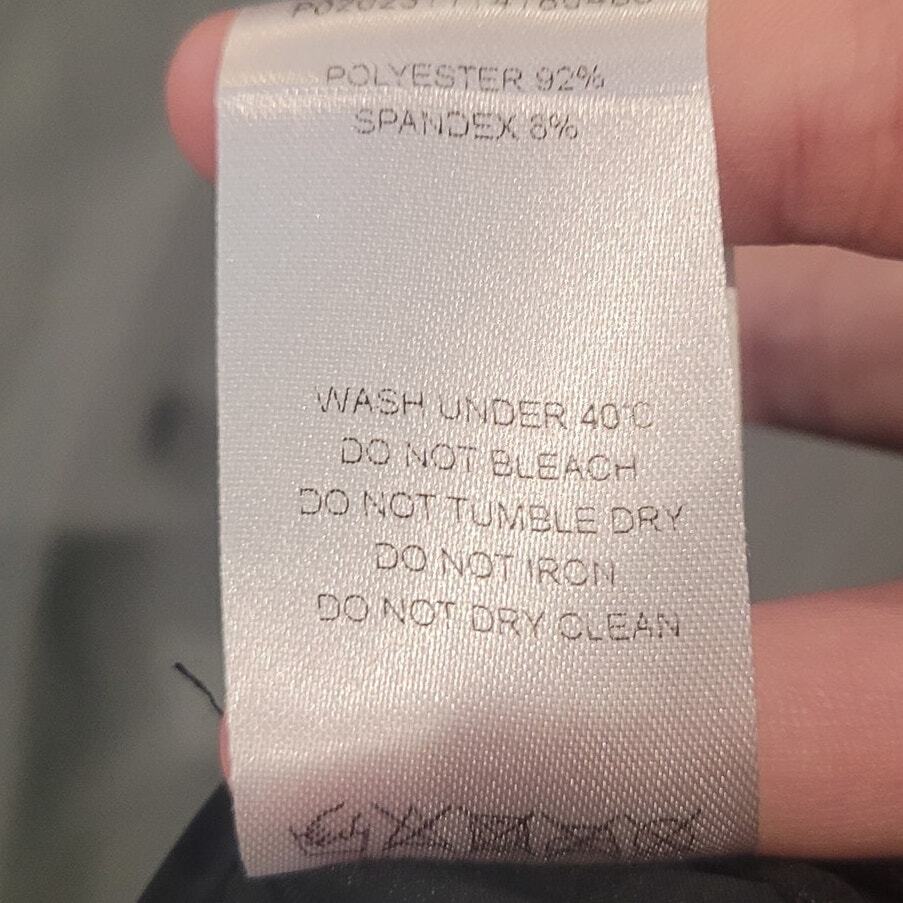 POLYESTER 92%
SPANDEX 8%
WASH UNDER 40°C
DO NOT BLEACH
DO NOT TUMBLE DRY
DO NOT IRON
DO NOT DRY CLEAN